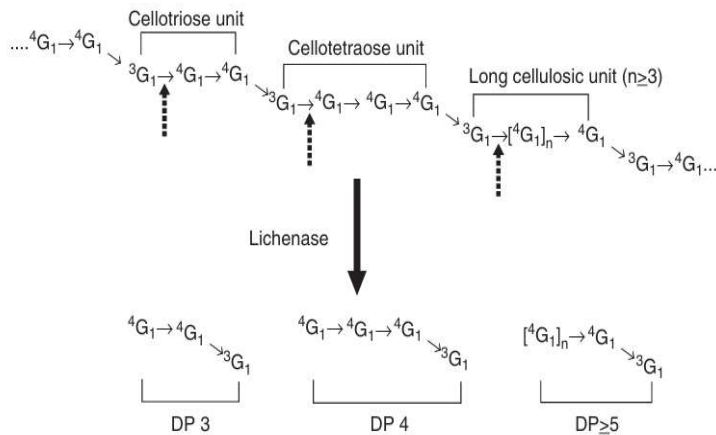 Cellotriose unit
....⁴G₁→⁴G₁
Cellotetraose unit
↘³G₁→⁴G₁→⁴G₁
Long cellulosic unit (n≥3)
↘³G₁→⁴G₁→⁴G₁→⁴G₁
↘³G₁→[⁴G₁]ₙ→⁴G₁
↘³G₁→⁴G₁...
Lichenase
⁴G₁→⁴G₁ ⁴G₁→⁴G₁→⁴G₁ [⁴G₁]ₙ→⁴G₁
↘³G₁ ↘³G₁ ↘³G₁
DP 3 DP 4 DP≥5